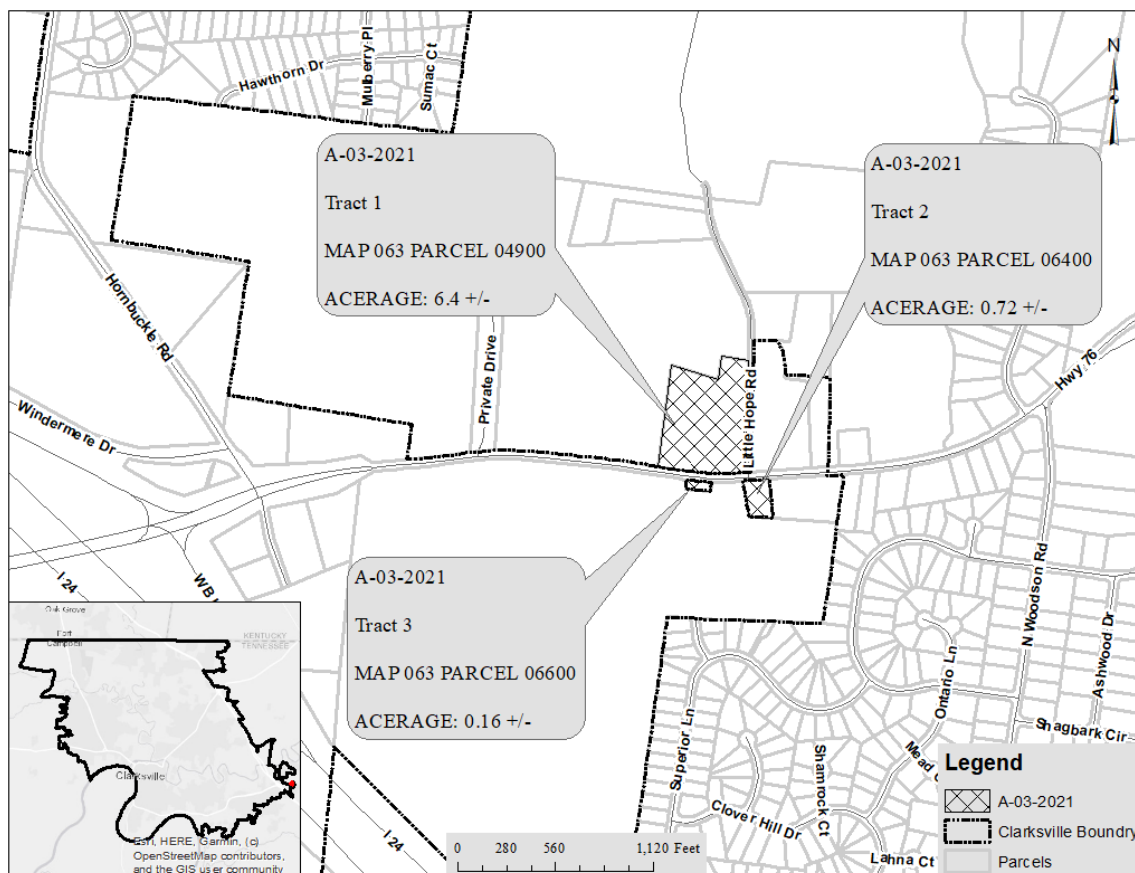 Hawthorn Dr
Mulberry Pl
Sumac Ct
N
A-03-2021
Tract 1
MAP 063 PARCEL 04900
ACERAGE: 6.4 +/-
A-03-2021
Tract 2
MAP 063 PARCEL 06400
ACERAGE: 0.72 +/-
Hornbuckle Rd
Private Drive
Little Hope Rd
Hwy 76
Windermere Dr
I 24
WB
A-03-2021
Tract 3
MAP 063 PARCEL 06600
ACERAGE: 0.16 +/-
N Woodson Rd
Ashwood Dr
Ontario Ln
Superior Ln
Shagbark Cir
Mead
Shamrock Ct
Clover Hill Dr
Lahna Ct
I 24
Oak Grove
Fort
Campbell
KENTUCKY
TENNESSEE
Clarksville
Esri, HERE, Garmin, (c)
OpenStreetMap contributors,
and the GIS user community
0 280 560 1,120 Feet
Legend
A-03-2021
Clarksville Boundry
Parcels